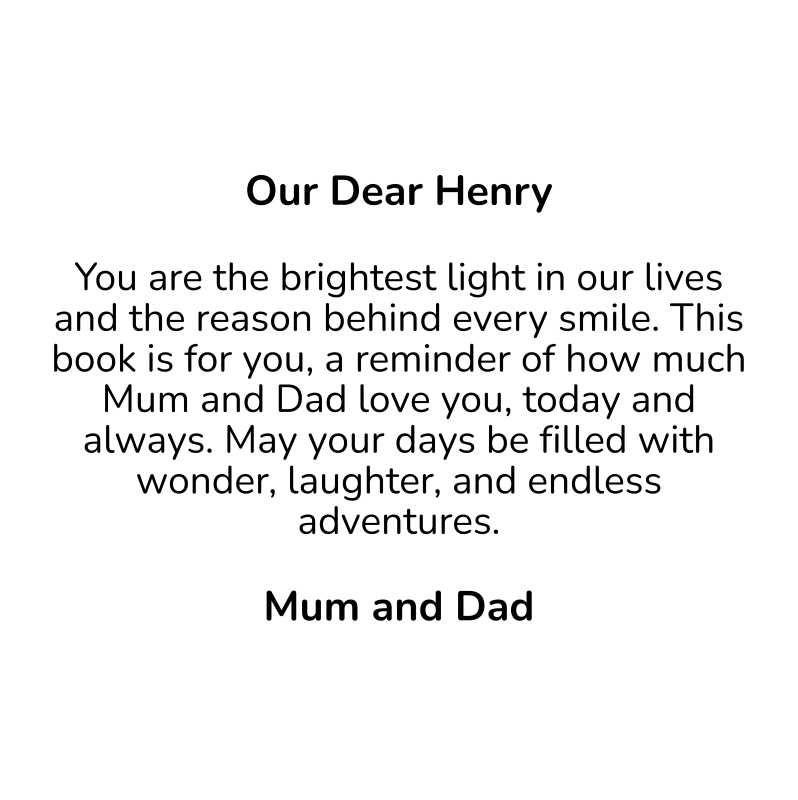 Our Dear Henry
You are the brightest light in our lives
and the reason behind every smile. This
book is for you, a reminder of how much
Mum and Dad love you, today and
always. May your days be filled with
wonder, laughter, and endless
adventures.
Mum and Dad